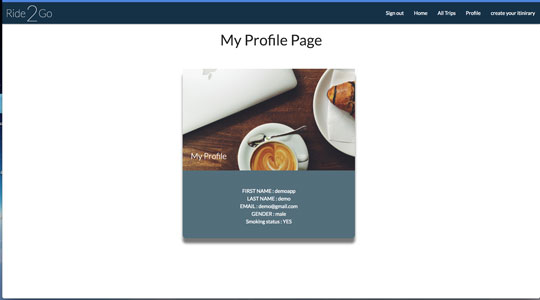 Ride2Go
Sign out Home All Trips Profile create your itinirary
My Profile Page
My Profile
FIRST NAME : demoapp
LAST NAME : demo
EMAIL : demo@gmail.com
GENDER : male
Smoking status : YES